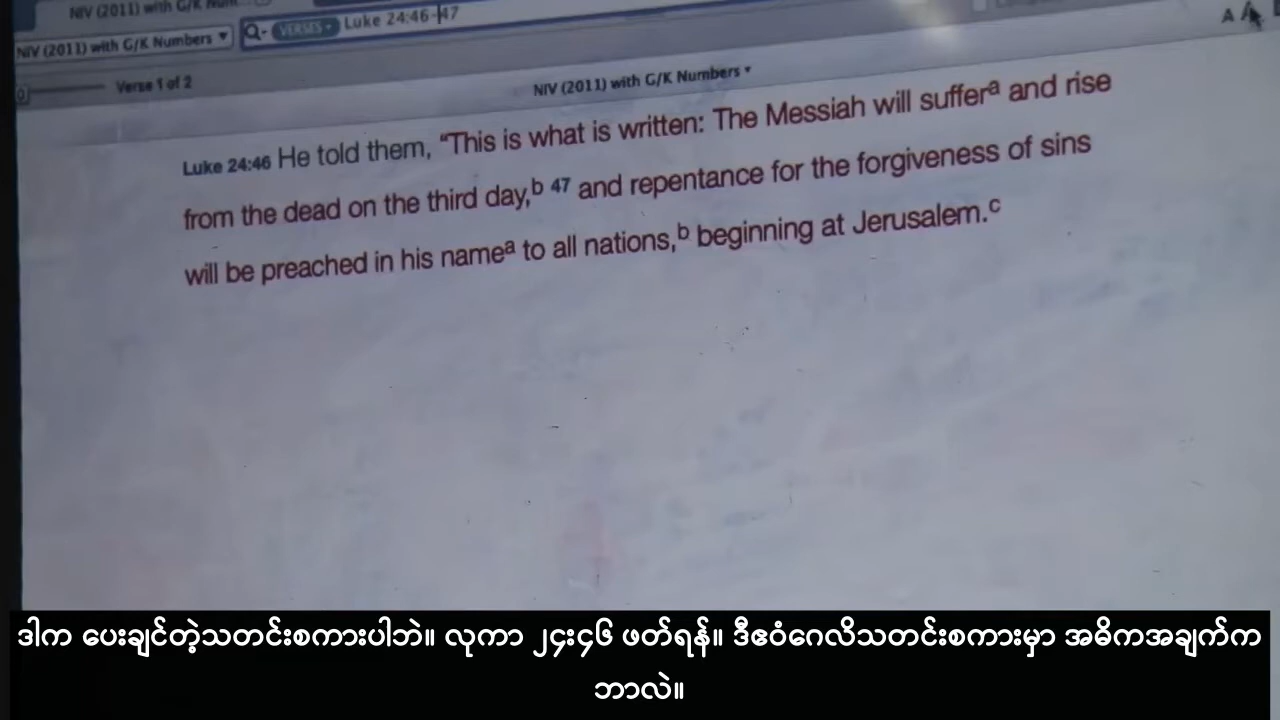 NIV (2011) with G/K Num
NIV (2011) with G/K Numbers
VERSES Luke 24:46-47
A A
Verse 1 of 2
NIV (2011) with G/K Numbers
Luke 24:46 He told them, “This is what is written: The Messiah will suffera and rise
from the dead on the third day,b 47 and repentance for the forgiveness of sins
will be preached in his namea to all nations,b beginning at Jerusalem.c
ဒါက ပေးချင်တဲ့သတင်းစကားပါဘဲ။ လုကာ ၂၄း၄၆ ဖတ်ရန်။ ဒီဧဝံဂေလိသတင်းစကားမှာ အဓိကအချက်က
ဘာလဲ။